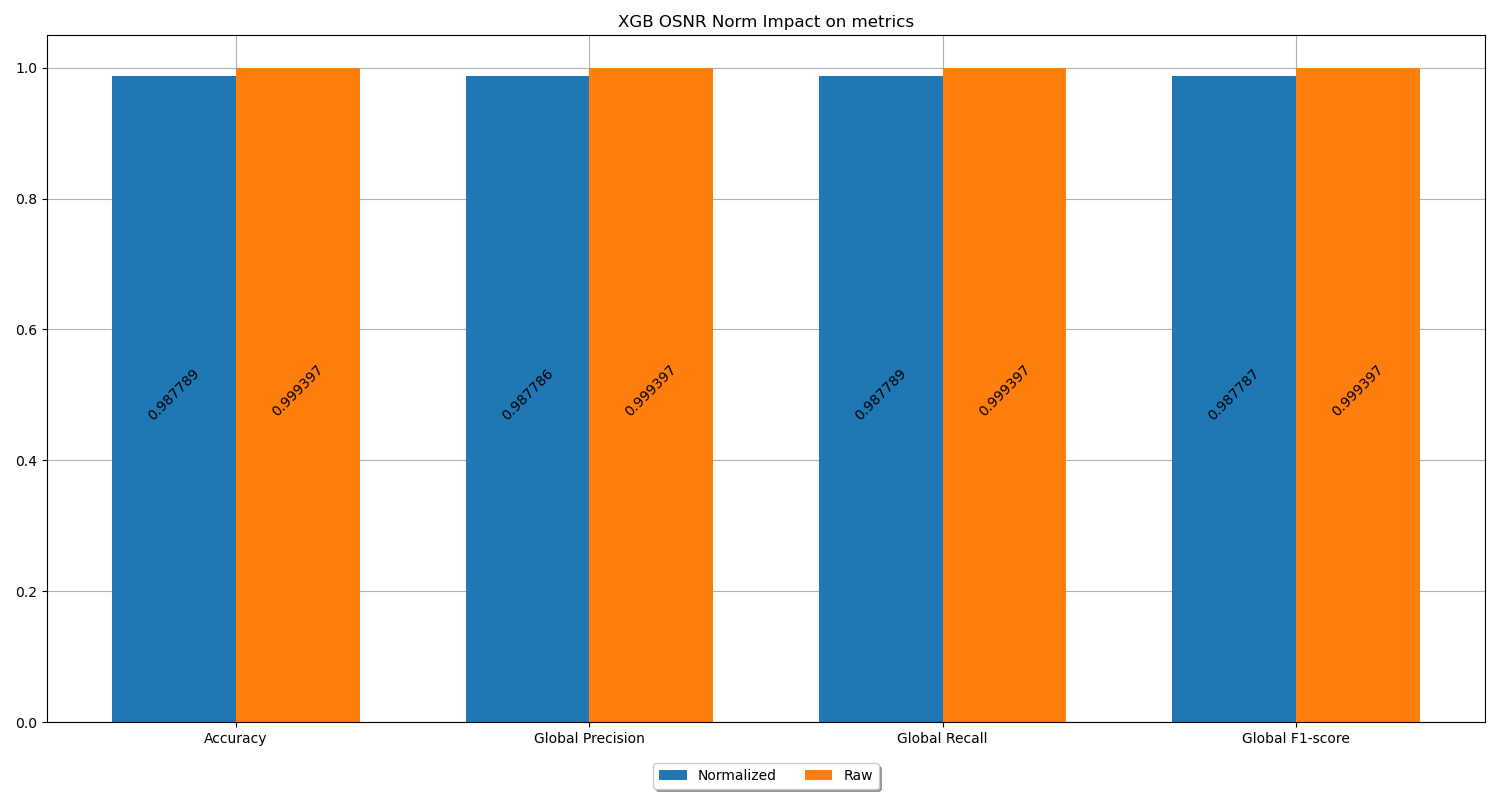 XGB OSNR Norm Impact on metrics
1.0
0.8
0.6
0.4
0.2
0.0
0.987789
0.999397
0.987786
0.999397
0.987789
0.999397
0.987787
0.999397
Accuracy
Global Precision
Global Recall
Global F1-score
Normalized
Raw